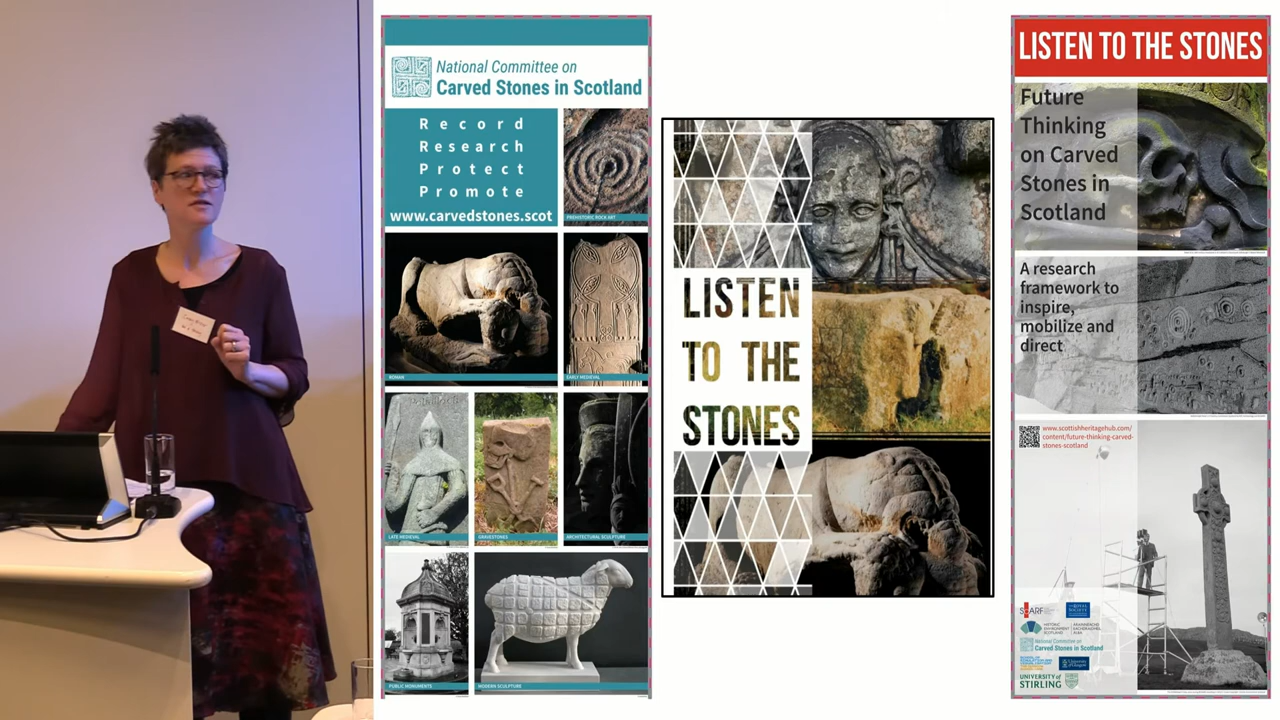 National Committee on
Carved Stones in Scotland
Record
Research
Protect
Promote
www.carvedstones.scot
PREHISTORIC ROCK ART
ROMAN
EARLY MEDIEVAL
LATE MEDIEVAL
GRAVESTONES
ARCHITECTURAL SCULPTURE
PUBLIC MONUMENTS
MODERN SCULPTURE
LISTEN
TO THE
STONES
LISTEN TO THE STONES
Future
Thinking
on Carved
Stones in
Scotland
A research
framework to
inspire,
mobilize and
direct
www.scottishheritagehub.com/
content/future-thinking-carved-
stones-scotland
HISTORIC
ENVIRONMENT
SCOTLAND
National Committee on
Carved Stones in Scotland
UNIVERSITY of
STIRLING